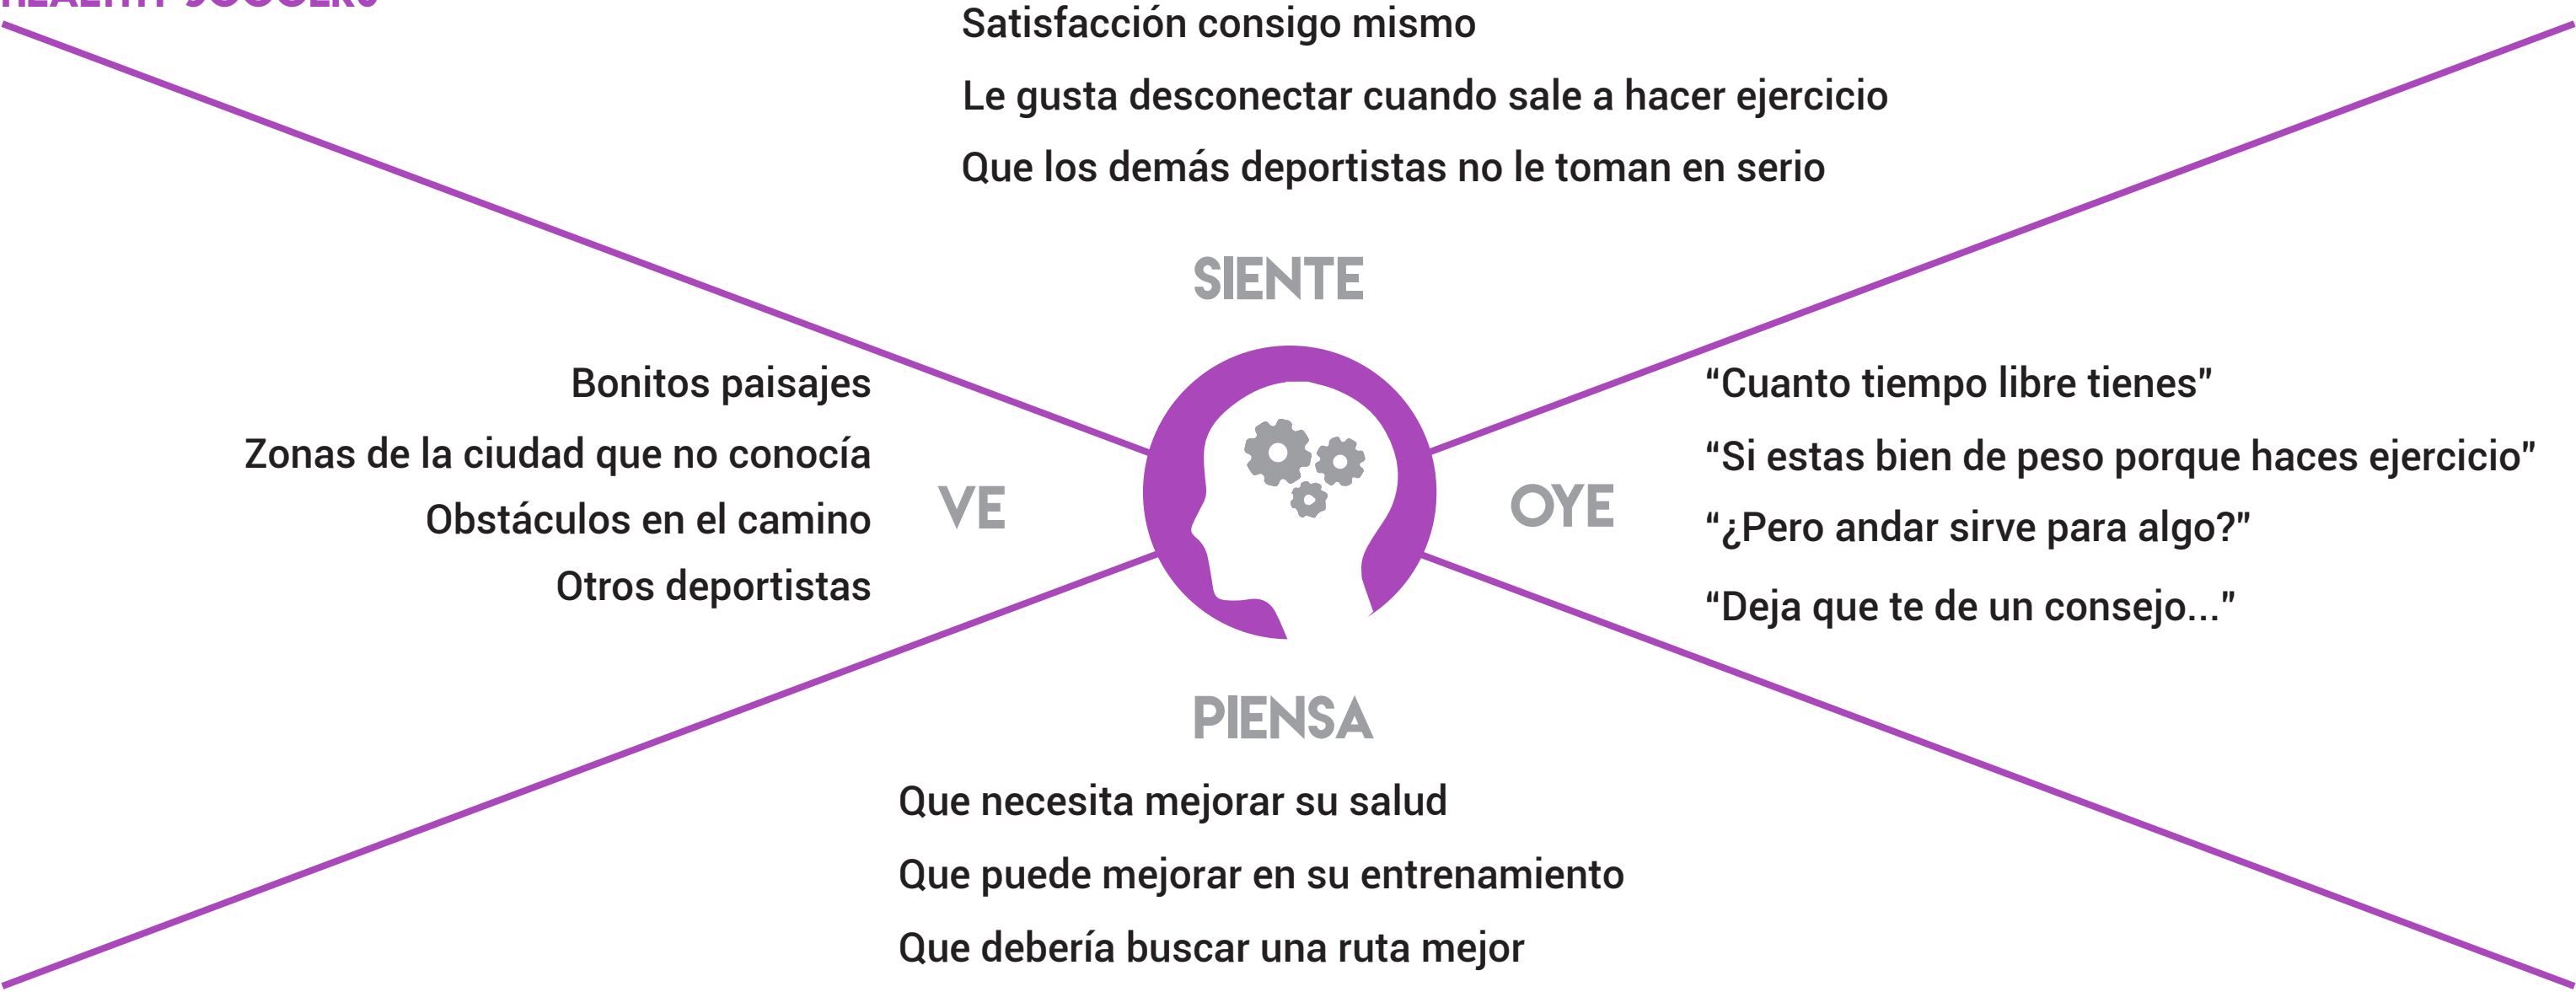 HEALTHY JOGGERS
Satisfacción consigo mismo
Le gusta desconectar cuando sale a hacer ejercicio
Que los demás deportistas no le toman en serio
SIENTE
Bonitos paisajes
Zonas de la ciudad que no conocía
Obstáculos en el camino
Otros deportistas
VE
OYE
“Cuanto tiempo libre tienes”
“Si estas bien de peso porque haces ejercicio”
“¿Pero andar sirve para algo?”
“Deja que te de un consejo...”
PIENSA
Que necesita mejorar su salud
Que puede mejorar en su entrenamiento
Que debería buscar una ruta mejor